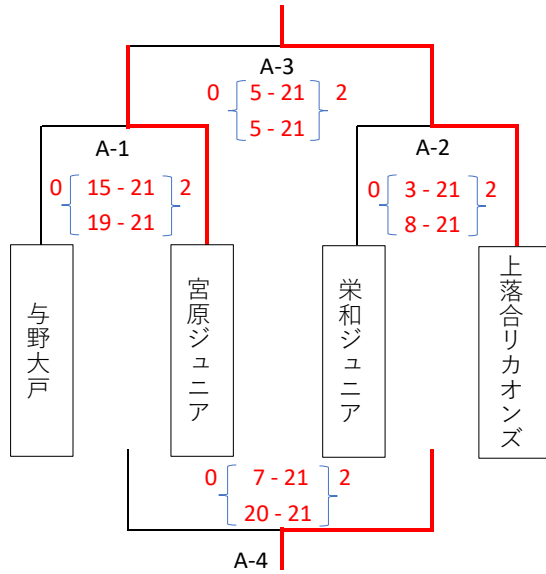 A-3
0 5 - 21 2
5 - 21
A-1
0 15 - 21 2
19 - 21
A-2
0 3 - 21 2
8 - 21
与野大戸
宮原ジュニア
栄和ジュニア
上落合リカオンズ
0 7 - 21 2
20 - 21
A-4